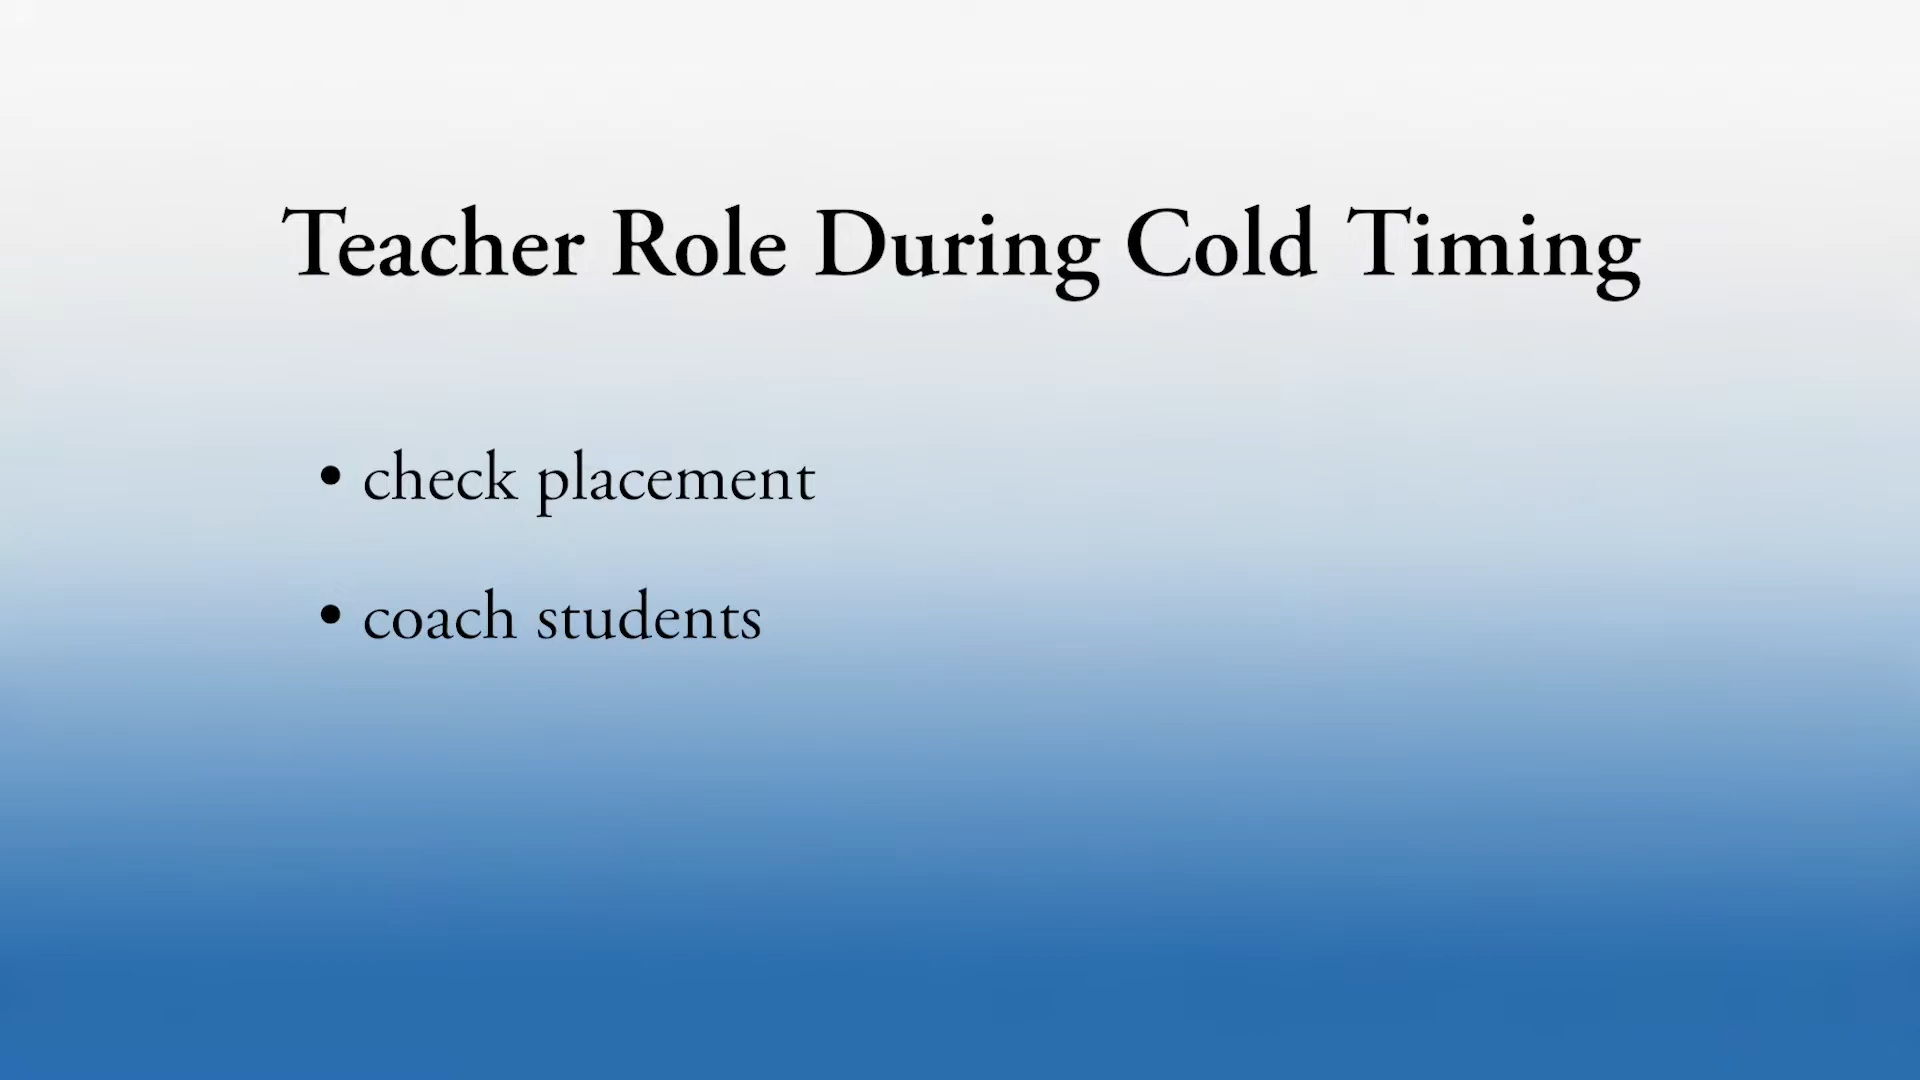 Teacher Role During Cold Timing
• check placement
• coach students